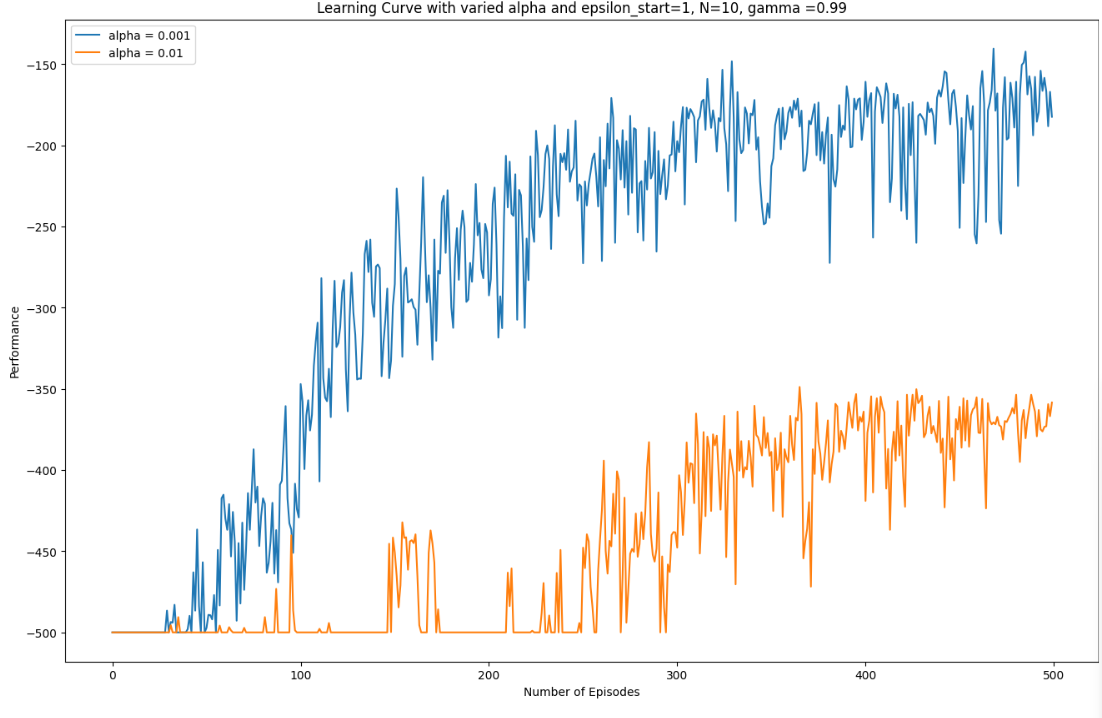 Learning Curve with varied alpha and epsilon_start=1, N=10, gamma =0.99
alpha = 0.001
alpha = 0.01
−150
−200
−250
−300
−350
−400
−450
−500
Performance
0
100
200
300
400
500
Number of Episodes